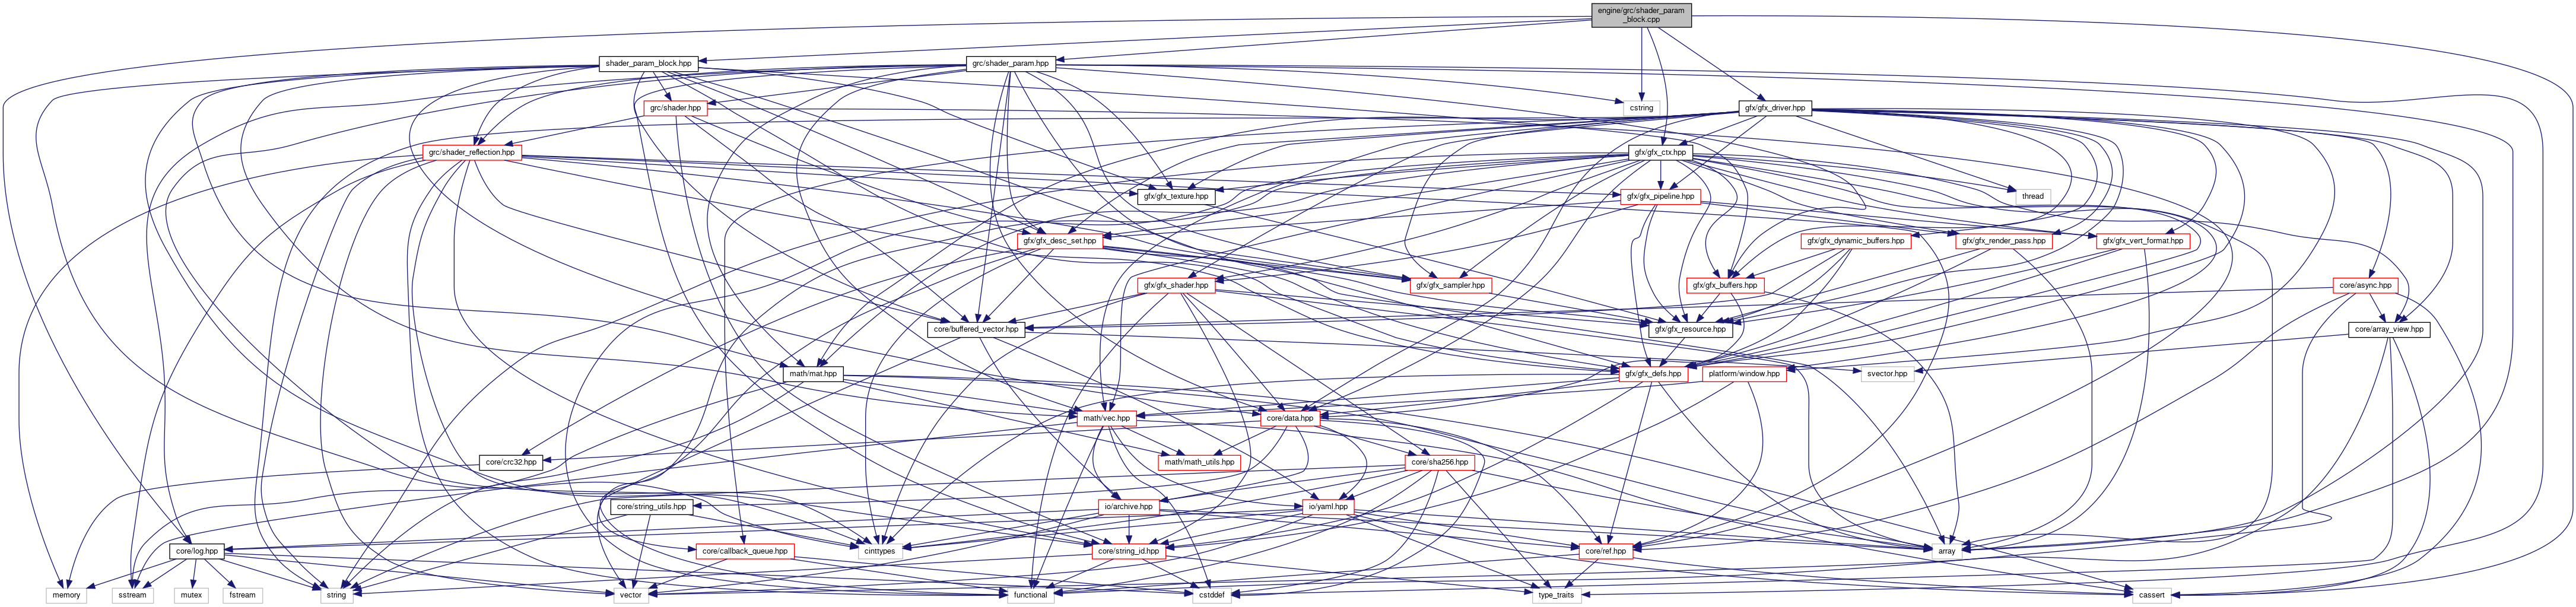 engine/grc/shader_param
_block.cpp
shader_param_block.hpp
grc/shader_param.hpp
grc/shader.hpp
cstring
gfx/gfx_driver.hpp
grc/shader_reflection.hpp
gfx/gfx_ctx.hpp
gfx/gfx_texture.hpp
gfx/gfx_pipeline.hpp
thread
gfx/gfx_desc_set.hpp
gfx/gfx_dynamic_buffers.hpp
gfx/gfx_render_pass.hpp
gfx/gfx_vert_format.hpp
gfx/gfx_shader.hpp
gfx/gfx_sampler.hpp
gfx/gfx_buffers.hpp
core/async.hpp
core/buffered_vector.hpp
gfx/gfx_resource.hpp
core/array_view.hpp
math/mat.hpp
gfx/gfx_defs.hpp
platform/window.hpp
svector.hpp
math/vec.hpp
core/data.hpp
core/crc32.hpp
math/math_utils.hpp
core/sha256.hpp
core/string_utils.hpp
io/archive.hpp
io/yaml.hpp
core/log.hpp
core/callback_queue.hpp
cinttypes
core/string_id.hpp
core/ref.hpp
array
memory
sstream
mutex
fstream
string
vector
functional
cstddef
type_traits
cassert